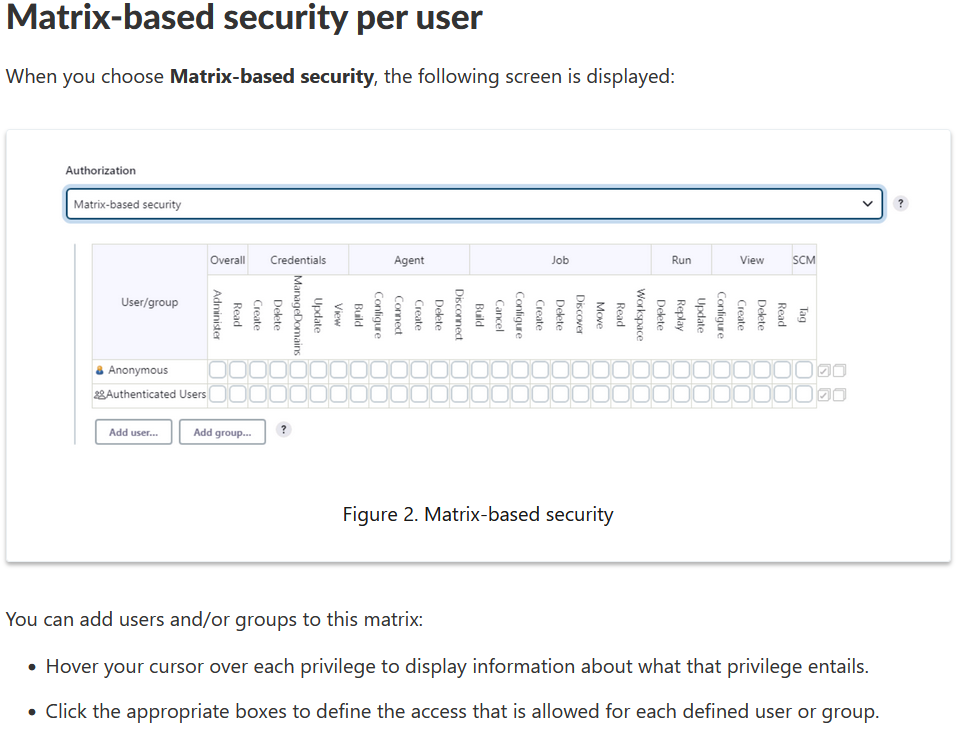 Matrix-based security per user
When you choose Matrix-based security, the following screen is displayed:
Authorization
Matrix-based security
?
User/group
Overall Credentials Agent Job Run View SCM
Administer Read Create Delete ManageDomains Update View Build Configure Connect Create Delete Disconnect Build Cancel Configure Create Delete Discover Move Read Workspace Delete Replay Update Configure Create Delete Read Tag
Anonymous
Authenticated Users
Add user... Add group... ?
Figure 2. Matrix-based security
You can add users and/or groups to this matrix:
• Hover your cursor over each privilege to display information about what that privilege entails.
• Click the appropriate boxes to define the access that is allowed for each defined user or group.